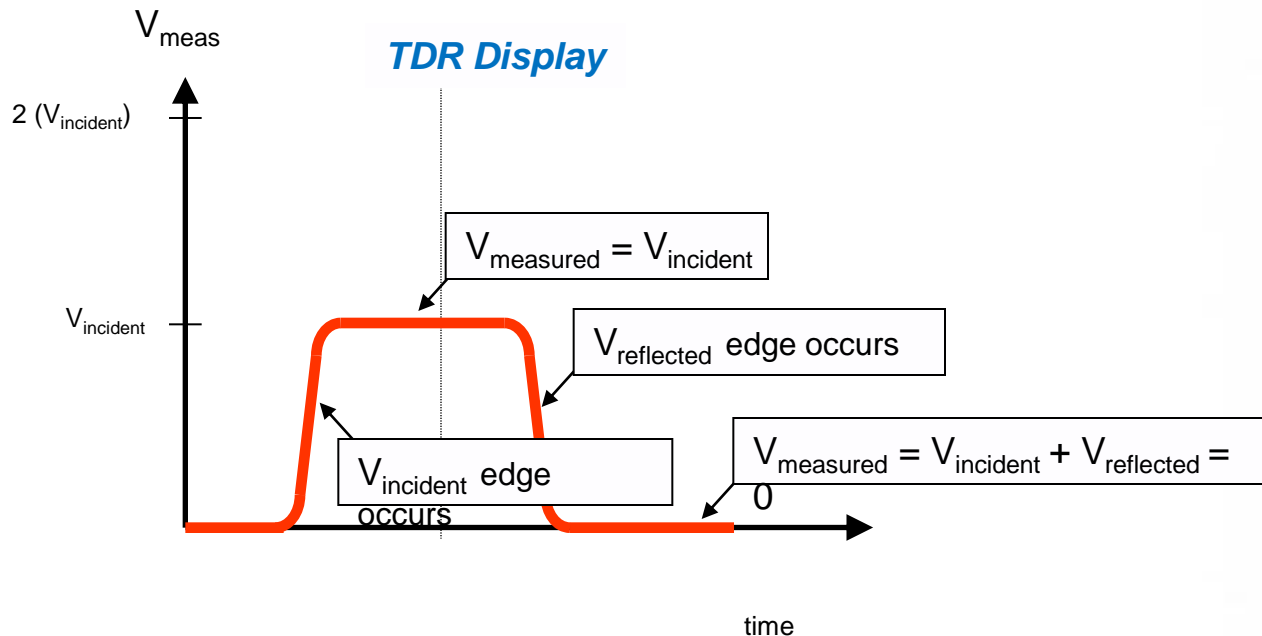 V_meas
TDR Display
2 (V_incident)
V_measured = V_incident
V_incident
V_reflected edge occurs
V_measured = V_incident + V_reflected =
0
V_incident edge
occurs
time